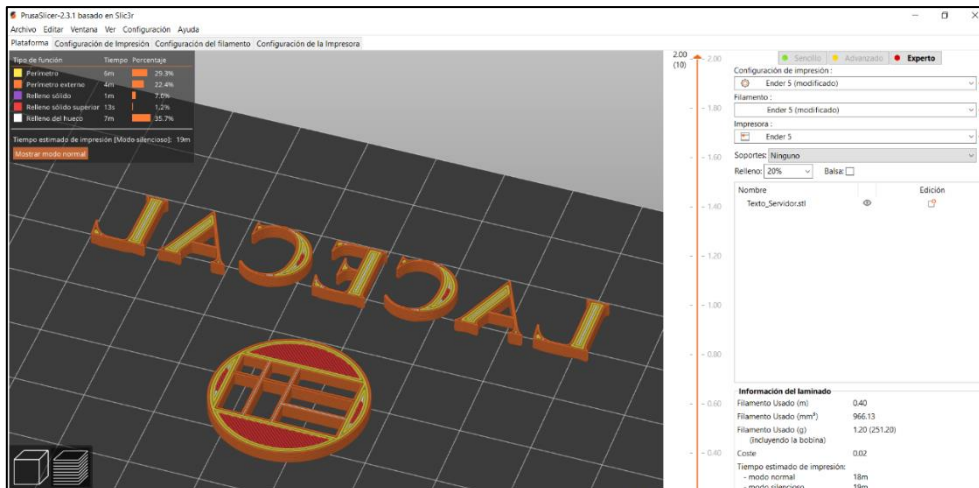 PrusaSlicer-2.3.1 basado en Slic3r
Archivo Editar Ventana Ver Configuración Ayuda
Plataforma Configuración de Impresión Configuración del filamento Configuración de la Impresora
Tipo de función Tiempo Porcentaje
Perímetro 6m 29.3%
Perímetro externo 4m 22.4%
Relleno sólido 1m 7.6%
Relleno sólido superior 13s 1.2%
Relleno del hueco 7m 35.7%
Tiempo estimado de impresión [Modo silencioso]: 19m
Mostrar modo normal
LACECAL
2.00
(10)
2.00
1.80
1.60
1.40
1.20
1.00
0.80
0.60
0.40
Sencillo Avanzado Experto
Configuración de impresión :
Ender 5 (modificado)
Filamento :
Ender 5 (modificado)
Impresora :
Ender 5
Soportes: Ninguno
Relleno: 20% Balsa:
Nombre Edición
Texto_Servidor.stl
Información del laminado
Filamento Usado (m) 0.40
Filamento Usado (mm³) 966.13
Filamento Usado (g) 1.20 (251.20)
(incluyendo la bobina)
Coste 0.02
Tiempo estimado de impresión:
- modo normal 18m
- modo silencioso 19m